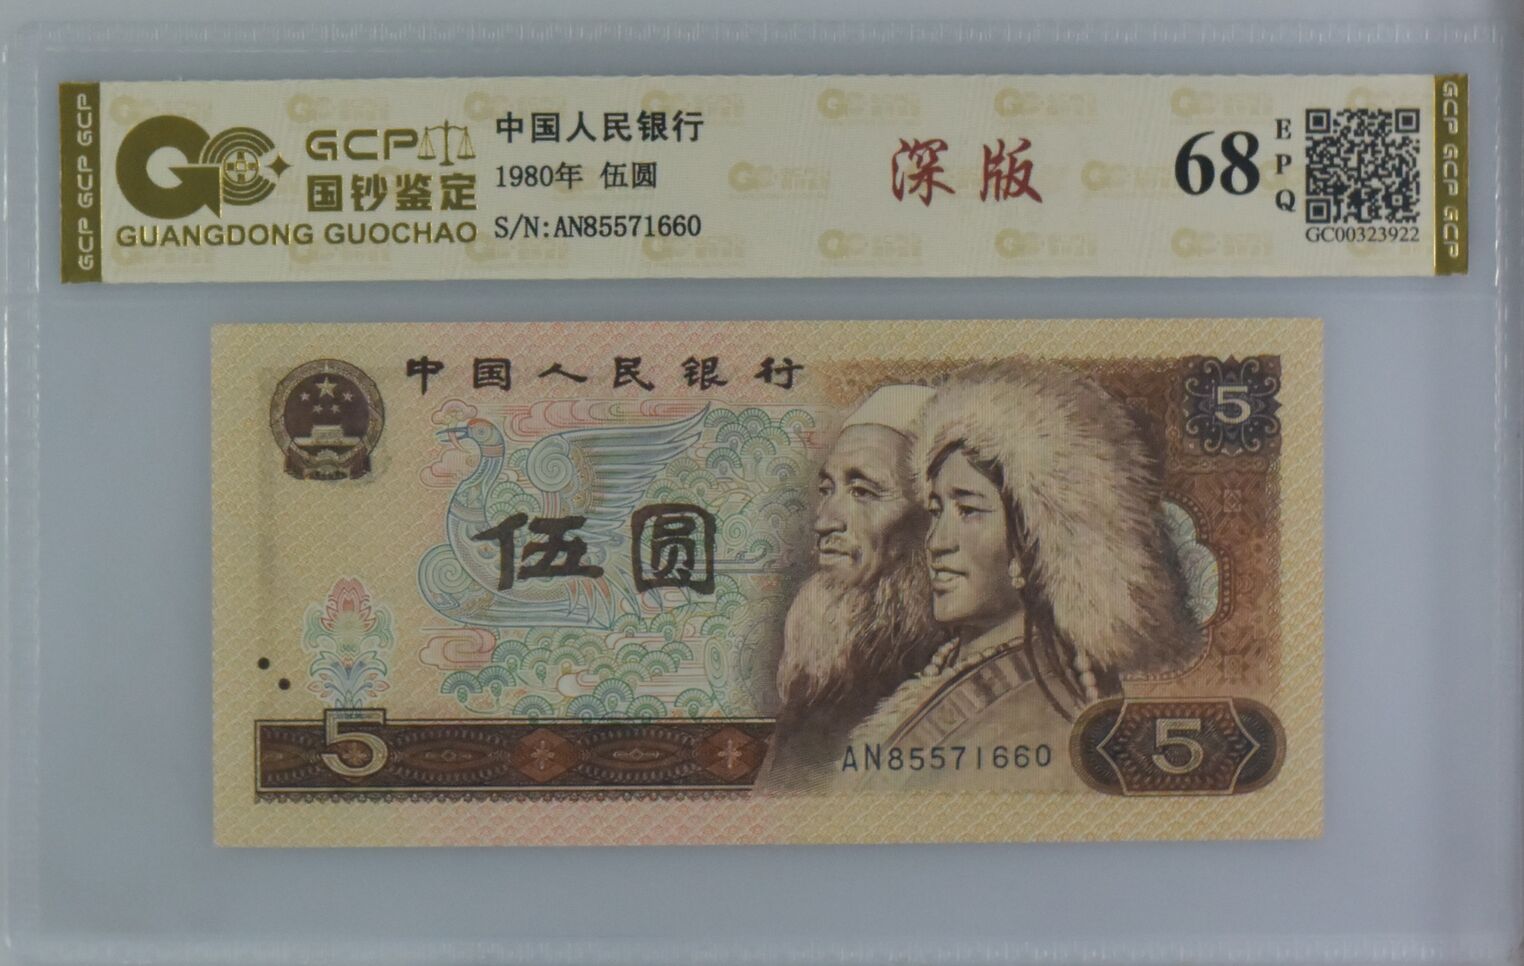 GCP GCP GCP
GCP
国钞鉴定
GUANGDONG GUOCHAO
中国人民银行
1980年 伍圆
S/N:AN85571660
深版
68
EPQ
GC00323922
GCP GCP GCP
中国人民银行
5
伍圆
5
AN85571660
5